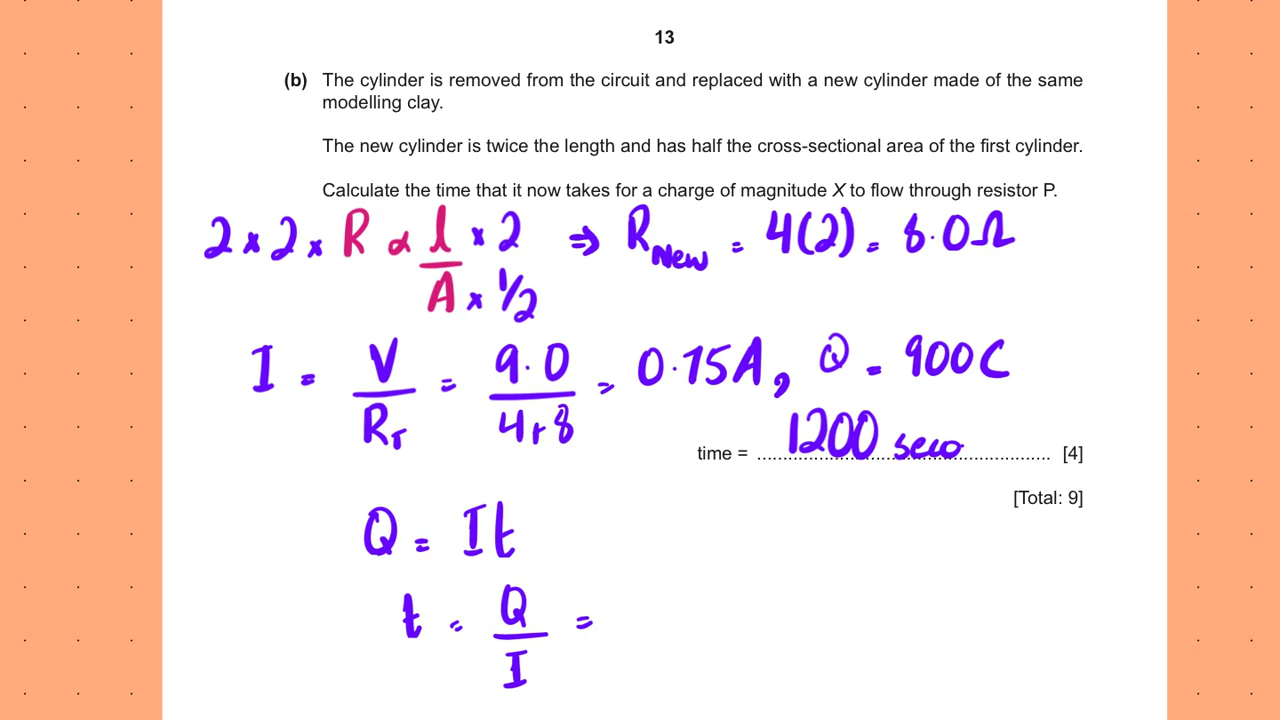 13
(b) The cylinder is removed from the circuit and replaced with a new cylinder made of the same
modelling clay.
The new cylinder is twice the length and has half the cross-sectional area of the first cylinder.
Calculate the time that it now takes for a charge of magnitude X to flow through resistor P.
2 × 2 × R ∝ l/A × 2/(1/2) ⇒ R_New = 4(2) = 8.0Ω
I = V/R_T = 9.0/(4+8) = 0.75A, Q = 900C
time = 1200 secs [4]
[Total: 9]
Q = It
t = Q/I =